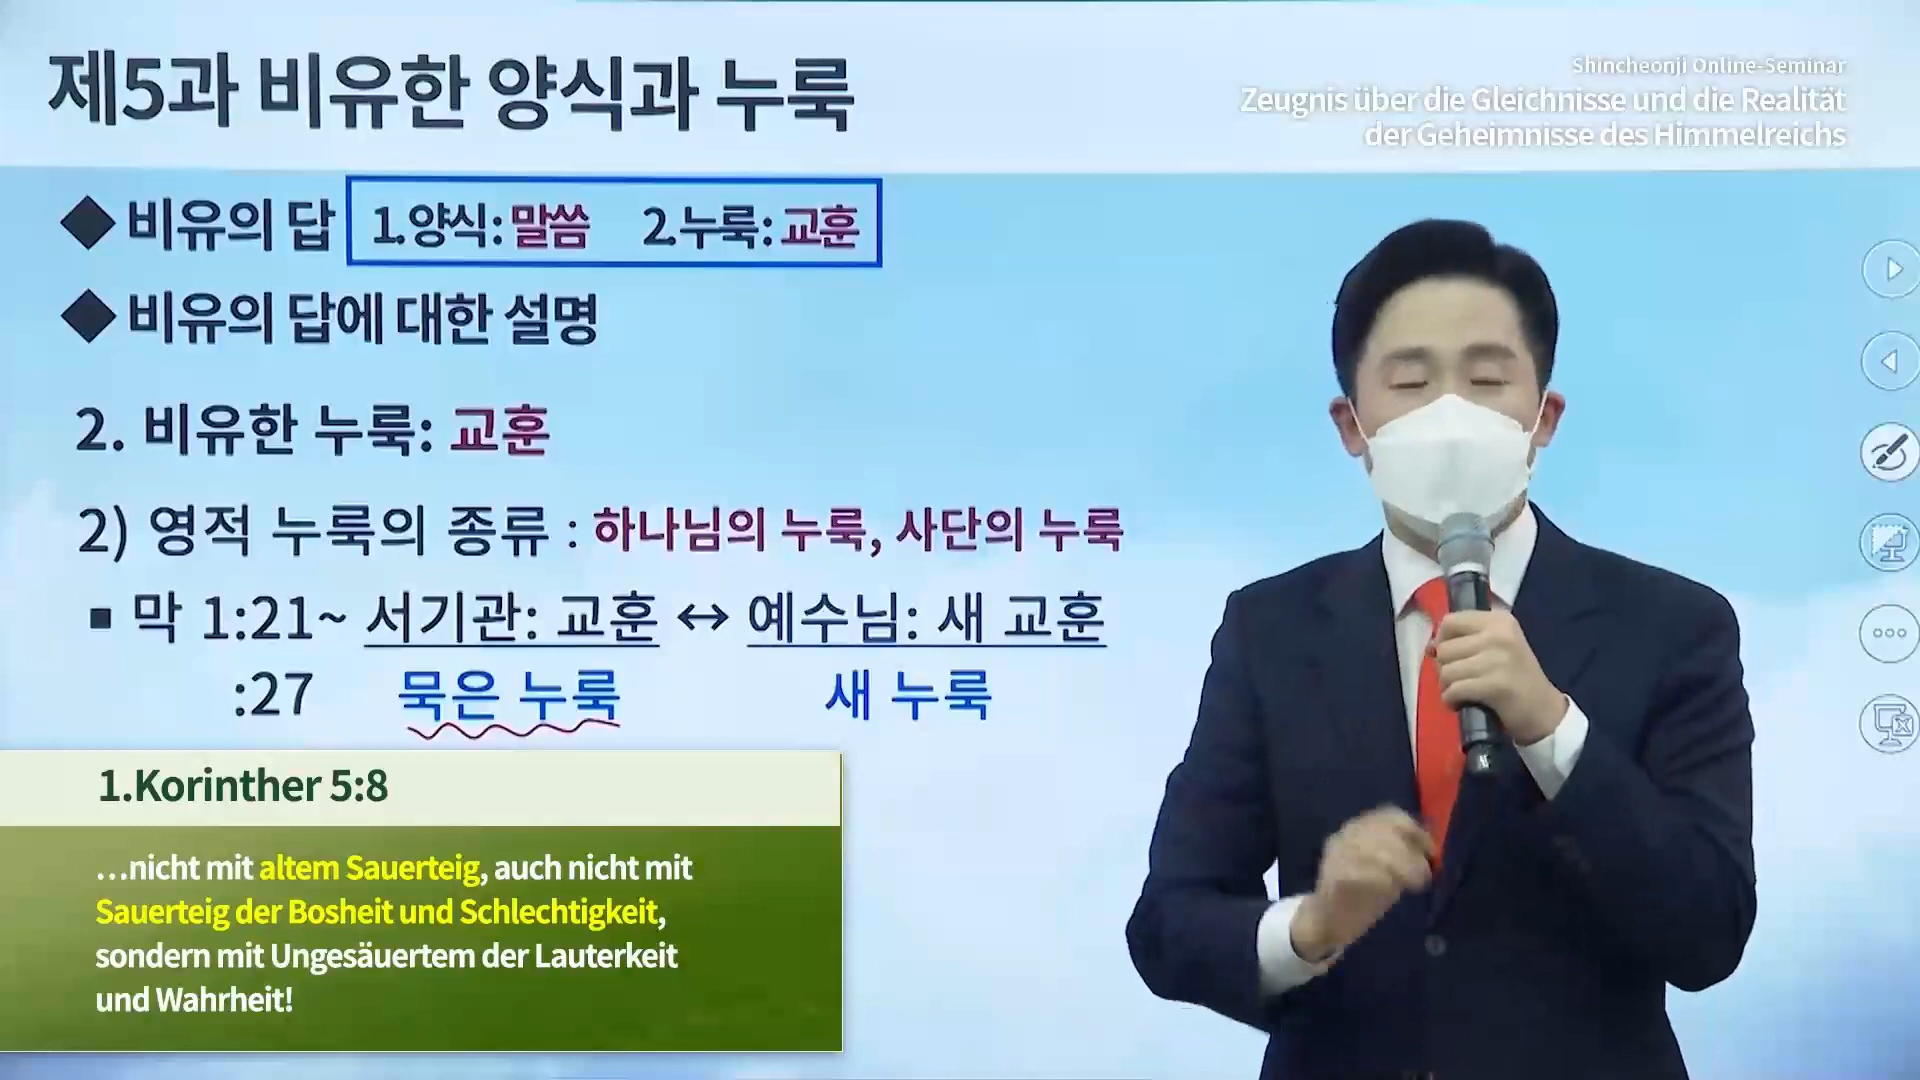 제5과 비유한 양식과 누룩
Shincheonji Online-Seminar
Zeugnis über die Gleichnisse und die Realität
der Geheimnisse des Himmelreichs
◆ 비유의 답 1.양식: 말씀 2.누룩: 교훈
◆ 비유의 답에 대한 설명
2. 비유한 누룩: 교훈
2) 영적 누룩의 종류 : 하나님의 누룩, 사단의 누룩
▪ 막 1:21~ 서기관: 교훈 ↔ 예수님: 새 교훈
:27 묵은 누룩 새 누룩
1.Korinther 5:8
…nicht mit altem Sauerteig, auch nicht mit
Sauerteig der Bosheit und Schlechtigkeit,
sondern mit Ungesäuertem der Lauterkeit
und Wahrheit!